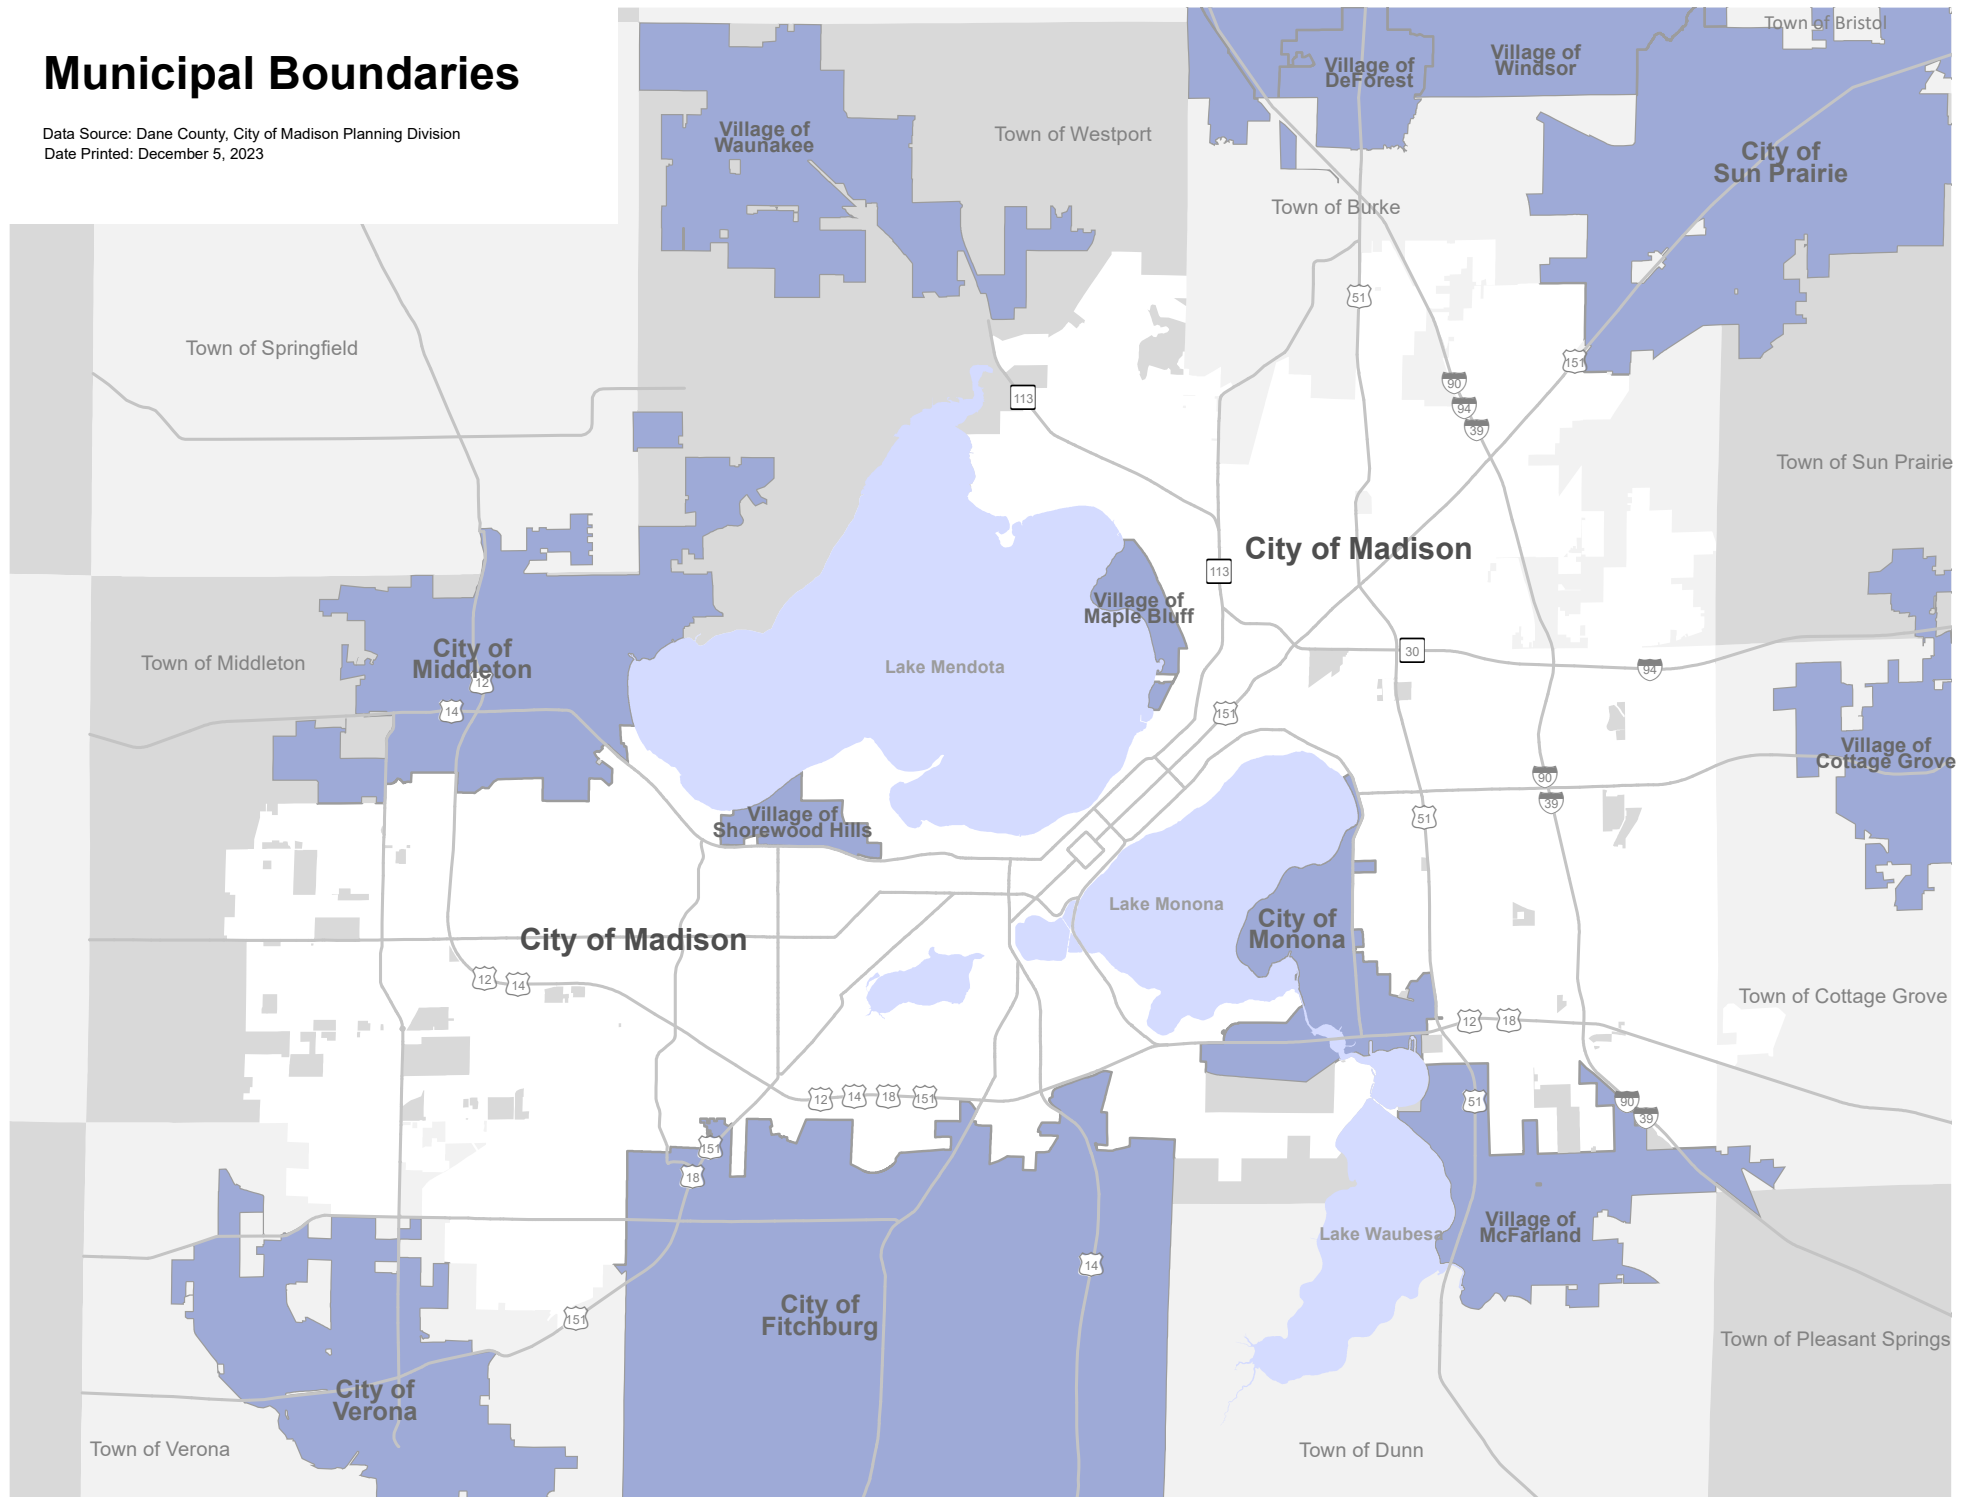 Municipal Boundaries
Data Source: Dane County, City of Madison Planning Division
Date Printed: December 5, 2023
Town of Bristol
Village of
DeForest
Village of
Windsor
Village of
Waunakee
Town of Westport
City of
Sun Prairie
Town of Burke
51
Town of Springfield
151
90
94
39
113
Town of Sun Prairie
City of Madison
113
Village of
Maple Bluff
30
94
Town of Middleton
City of
Middleton
12
14
Lake Mendota
151
Village of
Cottage Grove
90
39
51
Village of
Shorewood Hills
Lake Monona
City of
Monona
City of Madison
12
14
Town of Cottage Grove
12
18
12
14
18
151
51
90
39
151
18
Lake Waubesa
Village of
McFarland
14
City of
Fitchburg
151
Town of Pleasant Springs
City of
Verona
Town of Verona
Town of Dunn